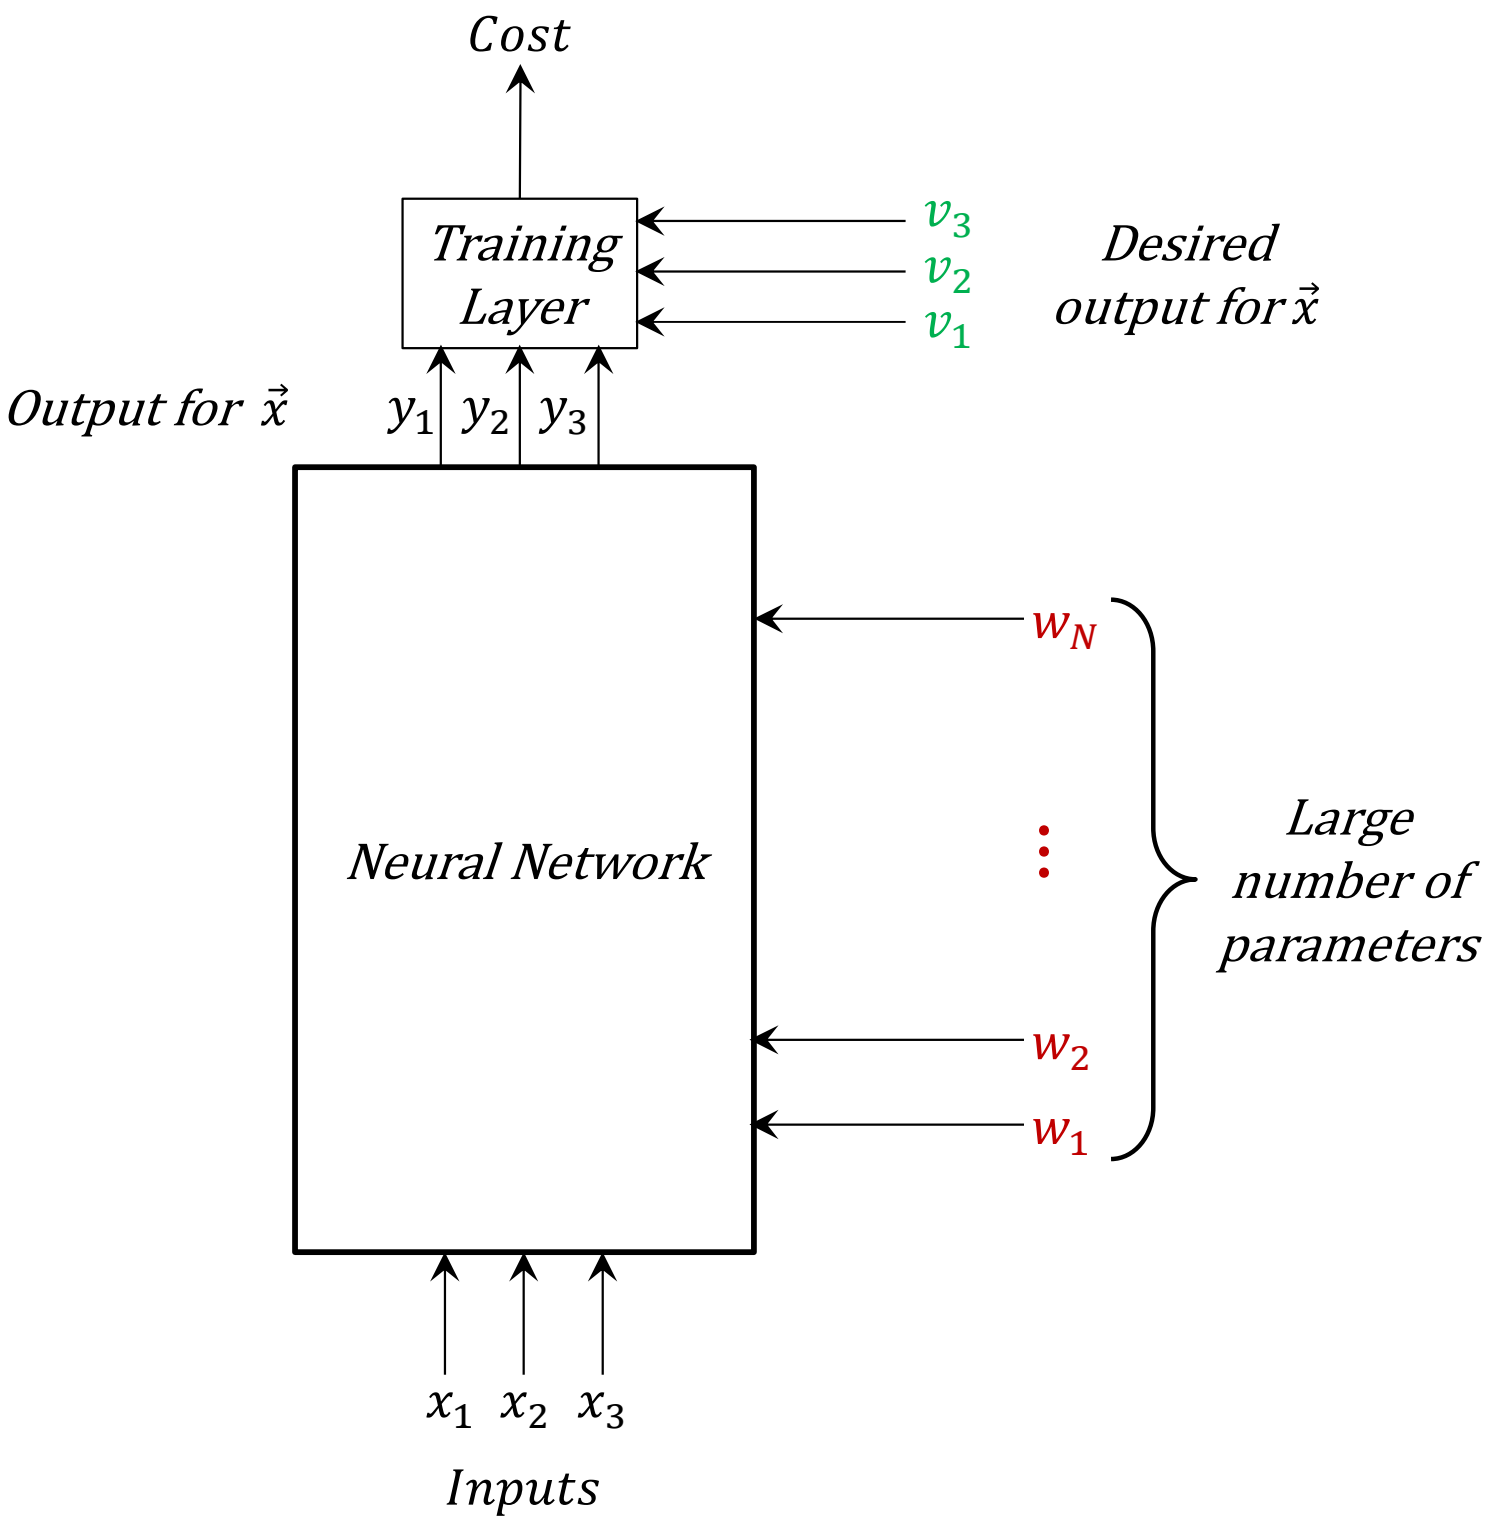 Cost
Training
Layer
v₃
v₂
v₁
Desired
output for x⃗
Output for x⃗
y₁ y₂ y₃
Neural Network
w_N
⋮
w₂
w₁
Large
number of
parameters
x₁ x₂ x₃
Inputs